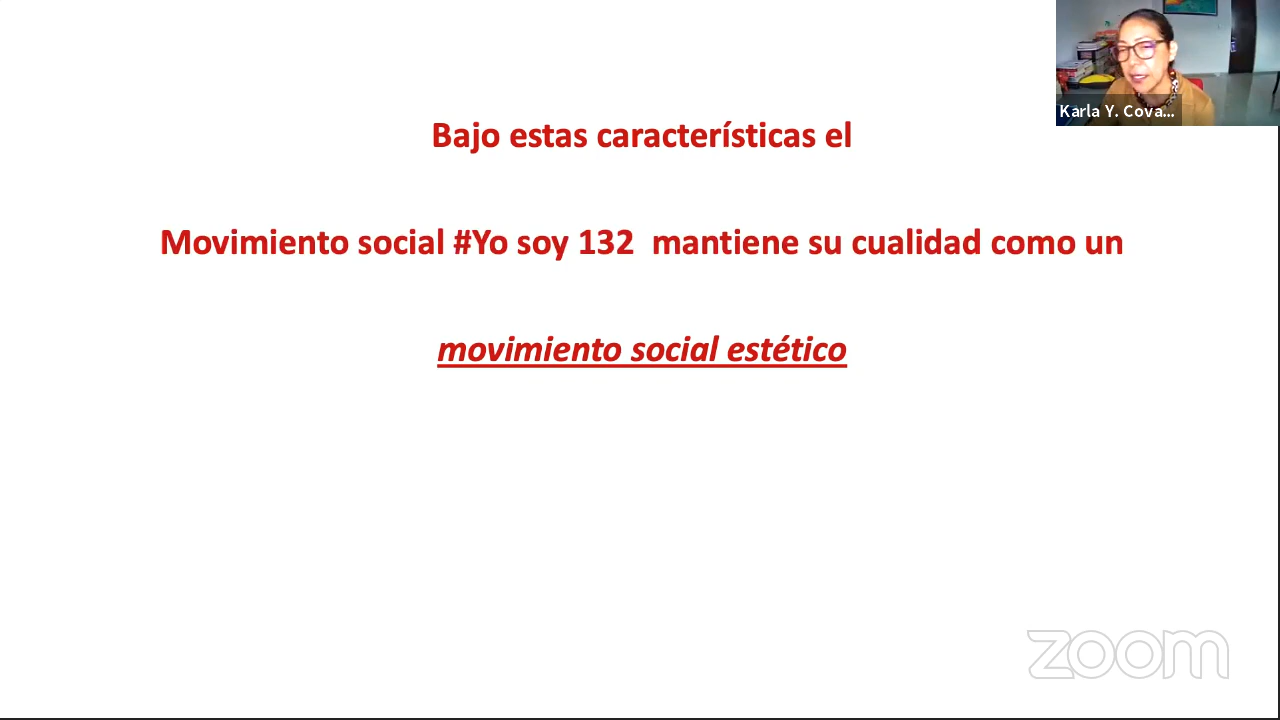 Karla Y. Cova...
Bajo estas características el
Movimiento social #Yo soy 132  mantiene su cualidad como un
movimiento social estético
zoom